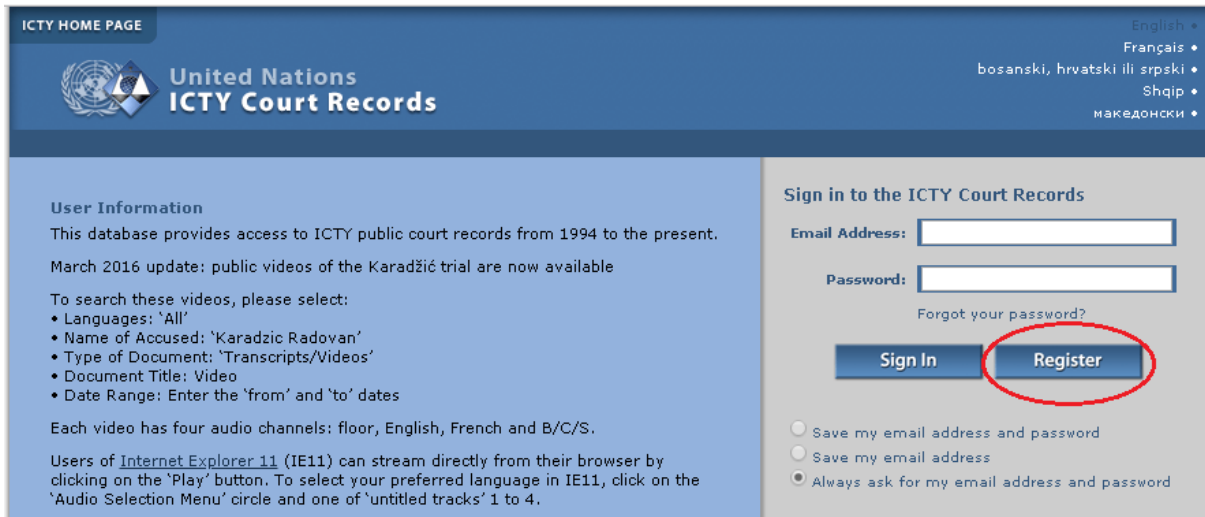 ICTY HOME PAGE
English •
Français •
bosanski, hrvatski ili srpski •
Shqip •
македонски •
United Nations
ICTY Court Records
User Information
This database provides access to ICTY public court records from 1994 to the present.
March 2016 update: public videos of the Karadžić trial are now available
To search these videos, please select:
• Languages: ‘All’
• Name of Accused: ‘Karadzic Radovan’
• Type of Document: ‘Transcripts/Videos’
• Document Title: Video
• Date Range: Enter the ‘from’ and ‘to’ dates
Each video has four audio channels: floor, English, French and B/C/S.
Users of Internet Explorer 11 (IE11) can stream directly from their browser by
clicking on the ‘Play’ button. To select your preferred language in IE11, click on the
‘Audio Selection Menu’ circle and one of ‘untitled tracks’ 1 to 4.
Sign in to the ICTY Court Records
Email Address:
Password:
Forgot your password?
Sign In
Register
Save my email address and password
Save my email address
Always ask for my email address and password